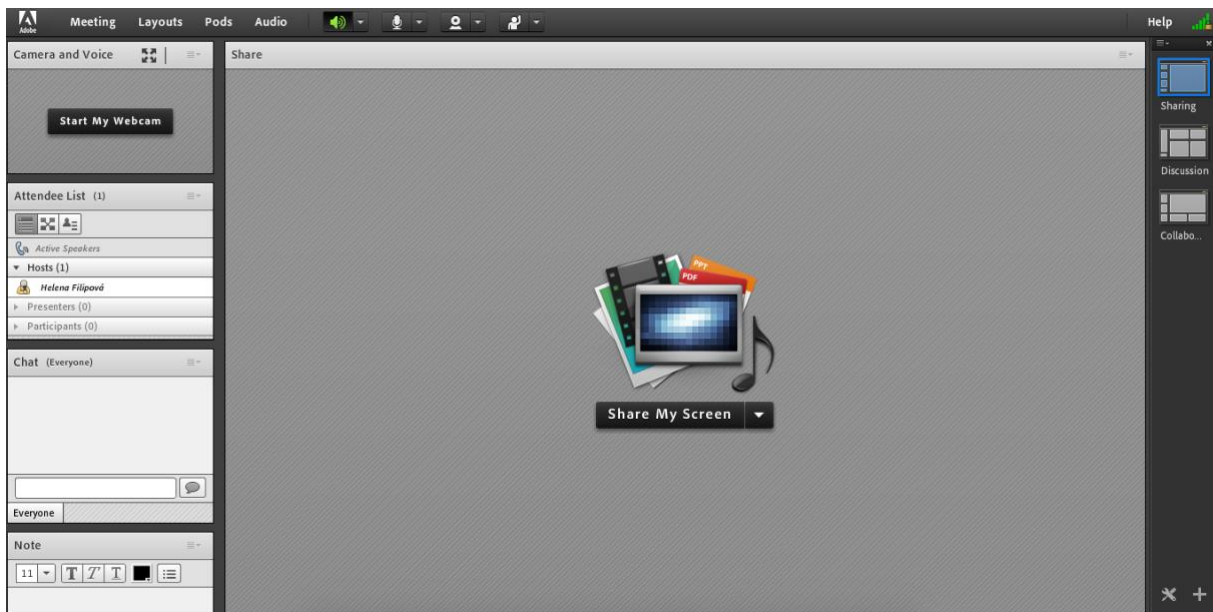 Adobe
Meeting Layouts Pods Audio Help
Camera and Voice
Start My Webcam
Attendee List (1)
Active Speakers
Hosts (1)
Helena Filipová
Presenters (0)
Participants (0)
Chat (Everyone)
Everyone
Note
11 T T T
Share
PPT
PDF
Share My Screen
Sharing
Discussion
Collabo...